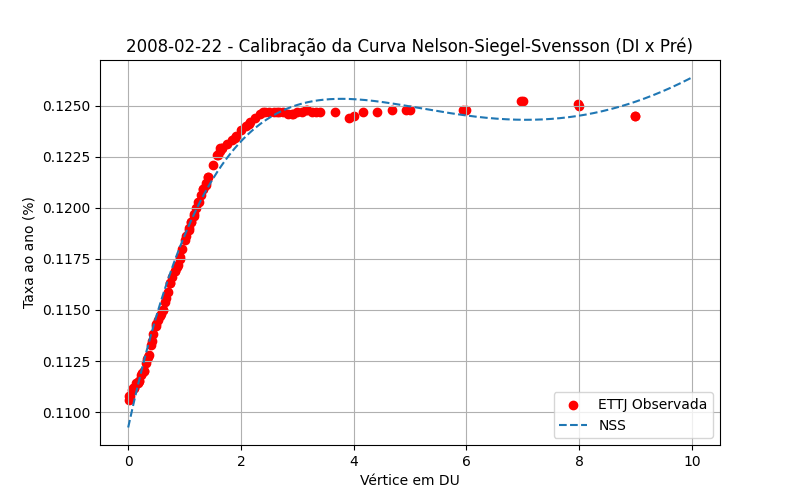 2008-02-22 - Calibração da Curva Nelson-Siegel-Svensson (DI x Pré)
0.1250
0.1225
0.1200
0.1175
0.1150
0.1125
0.1100
Taxa ao ano (%)
ETTJ Observada
NSS
0 2 4 6 8 10
Vértice em DU